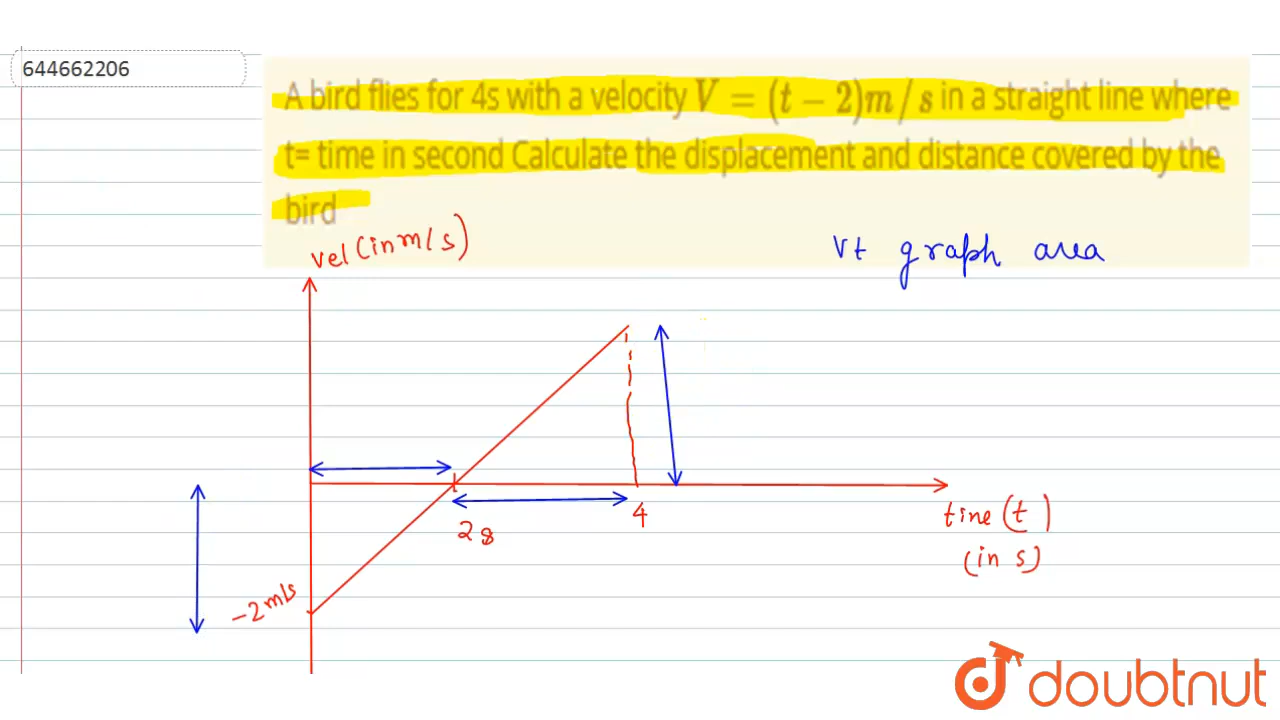 644662206
A bird flies for 4s with a velocity V = (t − 2)m/s in a straight line where
t= time in second Calculate the displacement and distance covered by the
bird
vel (in m/s)
Vt graph area
2s
4
tine (t)
(in s)
-2m/s
doubtnut